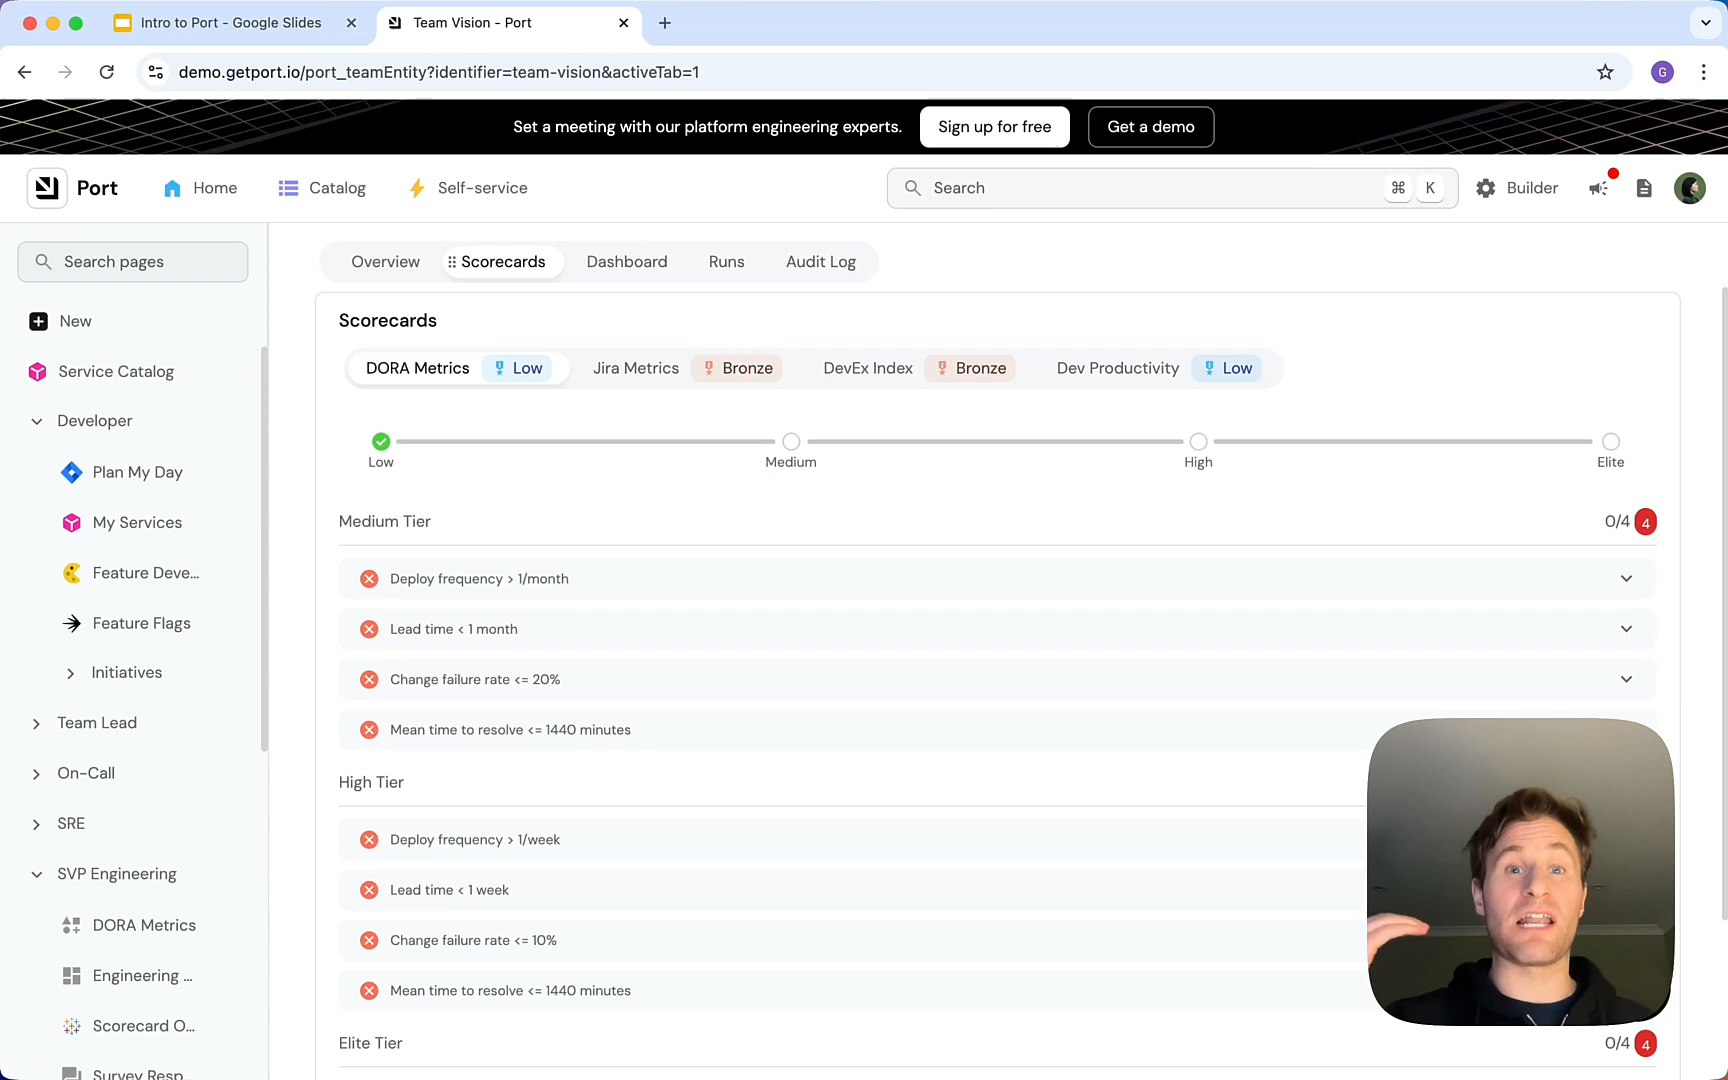 Intro to Port - Google Slides
Team Vision - Port
demo.getport.io/port_teamEntity?identifier=team-vision&activeTab=1
G
Set a meeting with our platform engineering experts.
Sign up for free
Get a demo
Port
Home
Catalog
Self-service
Search
⌘ K
Builder
Search pages
New
Service Catalog
Developer
Plan My Day
My Services
Feature Deve...
Feature Flags
Initiatives
Team Lead
On-Call
SRE
SVP Engineering
DORA Metrics
Engineering ...
Scorecard O...
Survey Resp...
Overview
Scorecards
Dashboard
Runs
Audit Log
Scorecards
DORA Metrics Low
Jira Metrics Bronze
DevEx Index Bronze
Dev Productivity Low
Low
Medium
High
Elite
Medium Tier
0/4 4
Deploy frequency > 1/month
Lead time < 1 month
Change failure rate <= 20%
Mean time to resolve <= 1440 minutes
High Tier
Deploy frequency > 1/week
Lead time < 1 week
Change failure rate <= 10%
Mean time to resolve <= 1440 minutes
Elite Tier
0/4 4